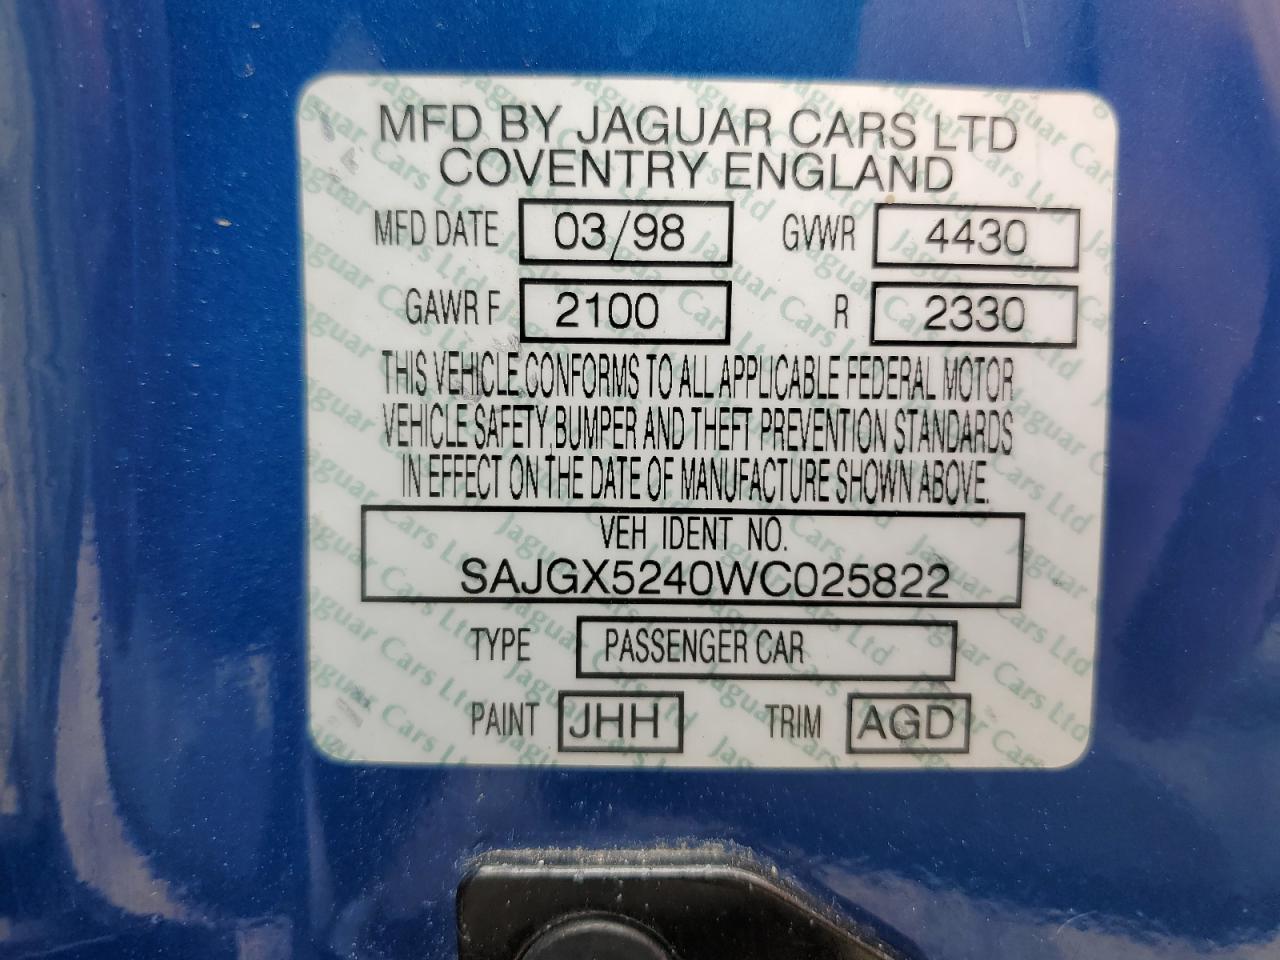 MFD BY JAGUAR CARS LTD
COVENTRY ENGLAND
MFD DATE 03/98 GVWR 4430
GAWR F 2100 R 2330
THIS VEHICLE CONFORMS TO ALL APPLICABLE FEDERAL MOTOR
VEHICLE SAFETY, BUMPER AND THEFT PREVENTION STANDARDS
IN EFFECT ON THE DATE OF MANUFACTURE SHOWN ABOVE.
VEH IDENT NO.
SAJGX5240WC025822
TYPE PASSENGER CAR
PAINT JHH TRIM AGD